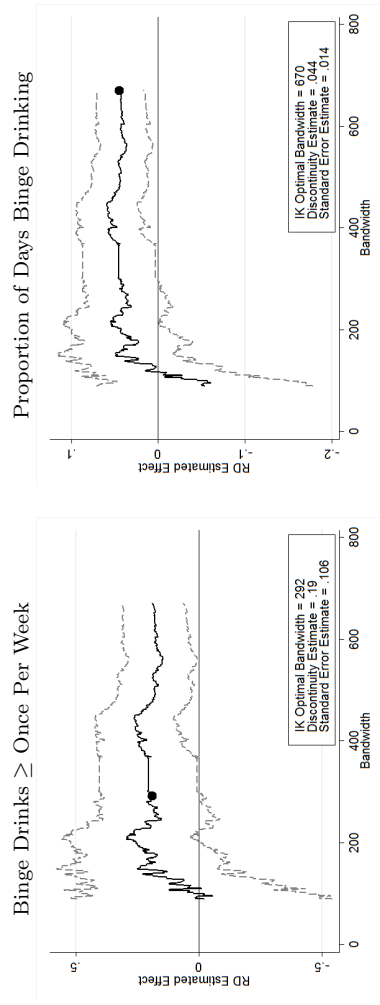 Binge Drinks ≥ Once Per Week
.5
0
-.5
RD Estimated Effect
0
200
400
600
800
Bandwidth
IK Optimal Bandwidth = 292
Discontinuity Estimate = .19
Standard Error Estimate = .106
Proportion of Days Binge Drinking
.1
0
-.1
-.2
RD Estimated Effect
0
200
400
600
800
Bandwidth
IK Optimal Bandwidth = 670
Discontinuity Estimate = .044
Standard Error Estimate = .014